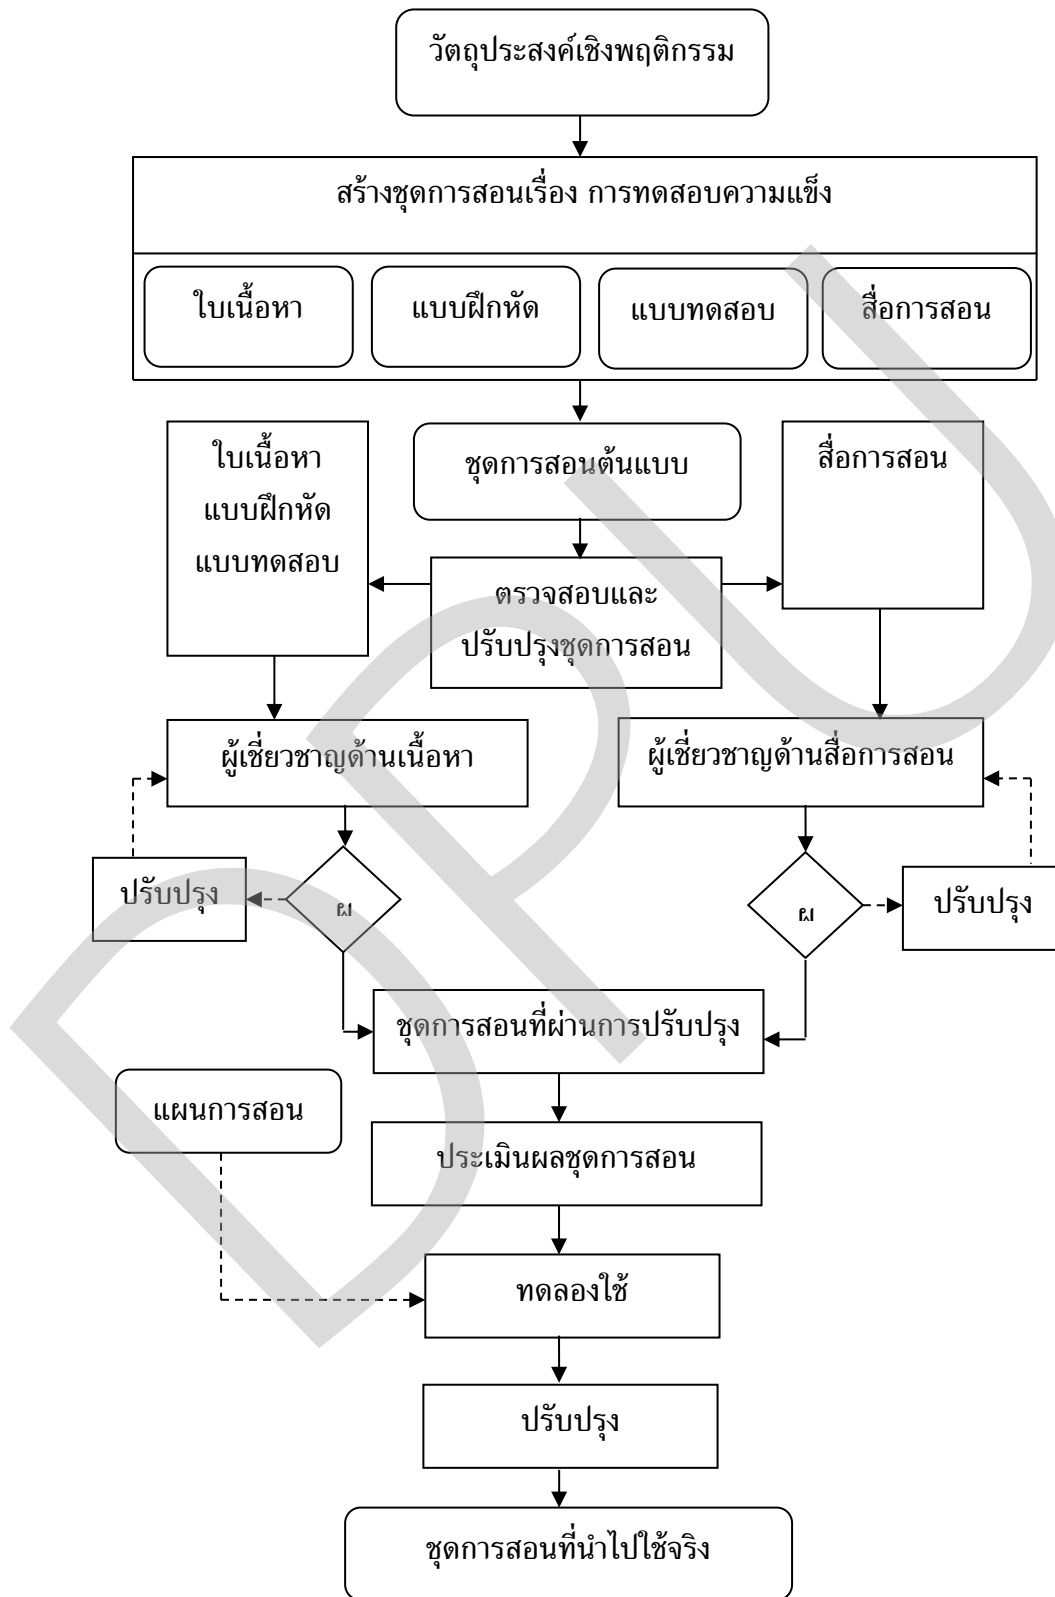 วัตถุประสงค์เชิงพฤติกรรม
สร้างชุดการสอนเรื่อง การทดสอบความแข็ง
ใบเนื้อหา
แบบฝึกหัด
แบบทดสอบ
สื่อการสอน
ใบเนื้อหา
แบบฝึกหัด
แบบทดสอบ
ชุดการสอนต้นแบบ
สื่อการสอน
ตรวจสอบและ
ปรับปรุงชุดการสอน
ผู้เชี่ยวชาญด้านเนื้อหา
ผู้เชี่ยวชาญด้านสื่อการสอน
ปรับปรุง
ผ
ผ
ปรับปรุง
ชุดการสอนที่ผ่านการปรับปรุง
แผนการสอน
ประเมินผลชุดการสอน
ทดลองใช้
ปรับปรุง
ชุดการสอนที่นำไปใช้จริง
DPU